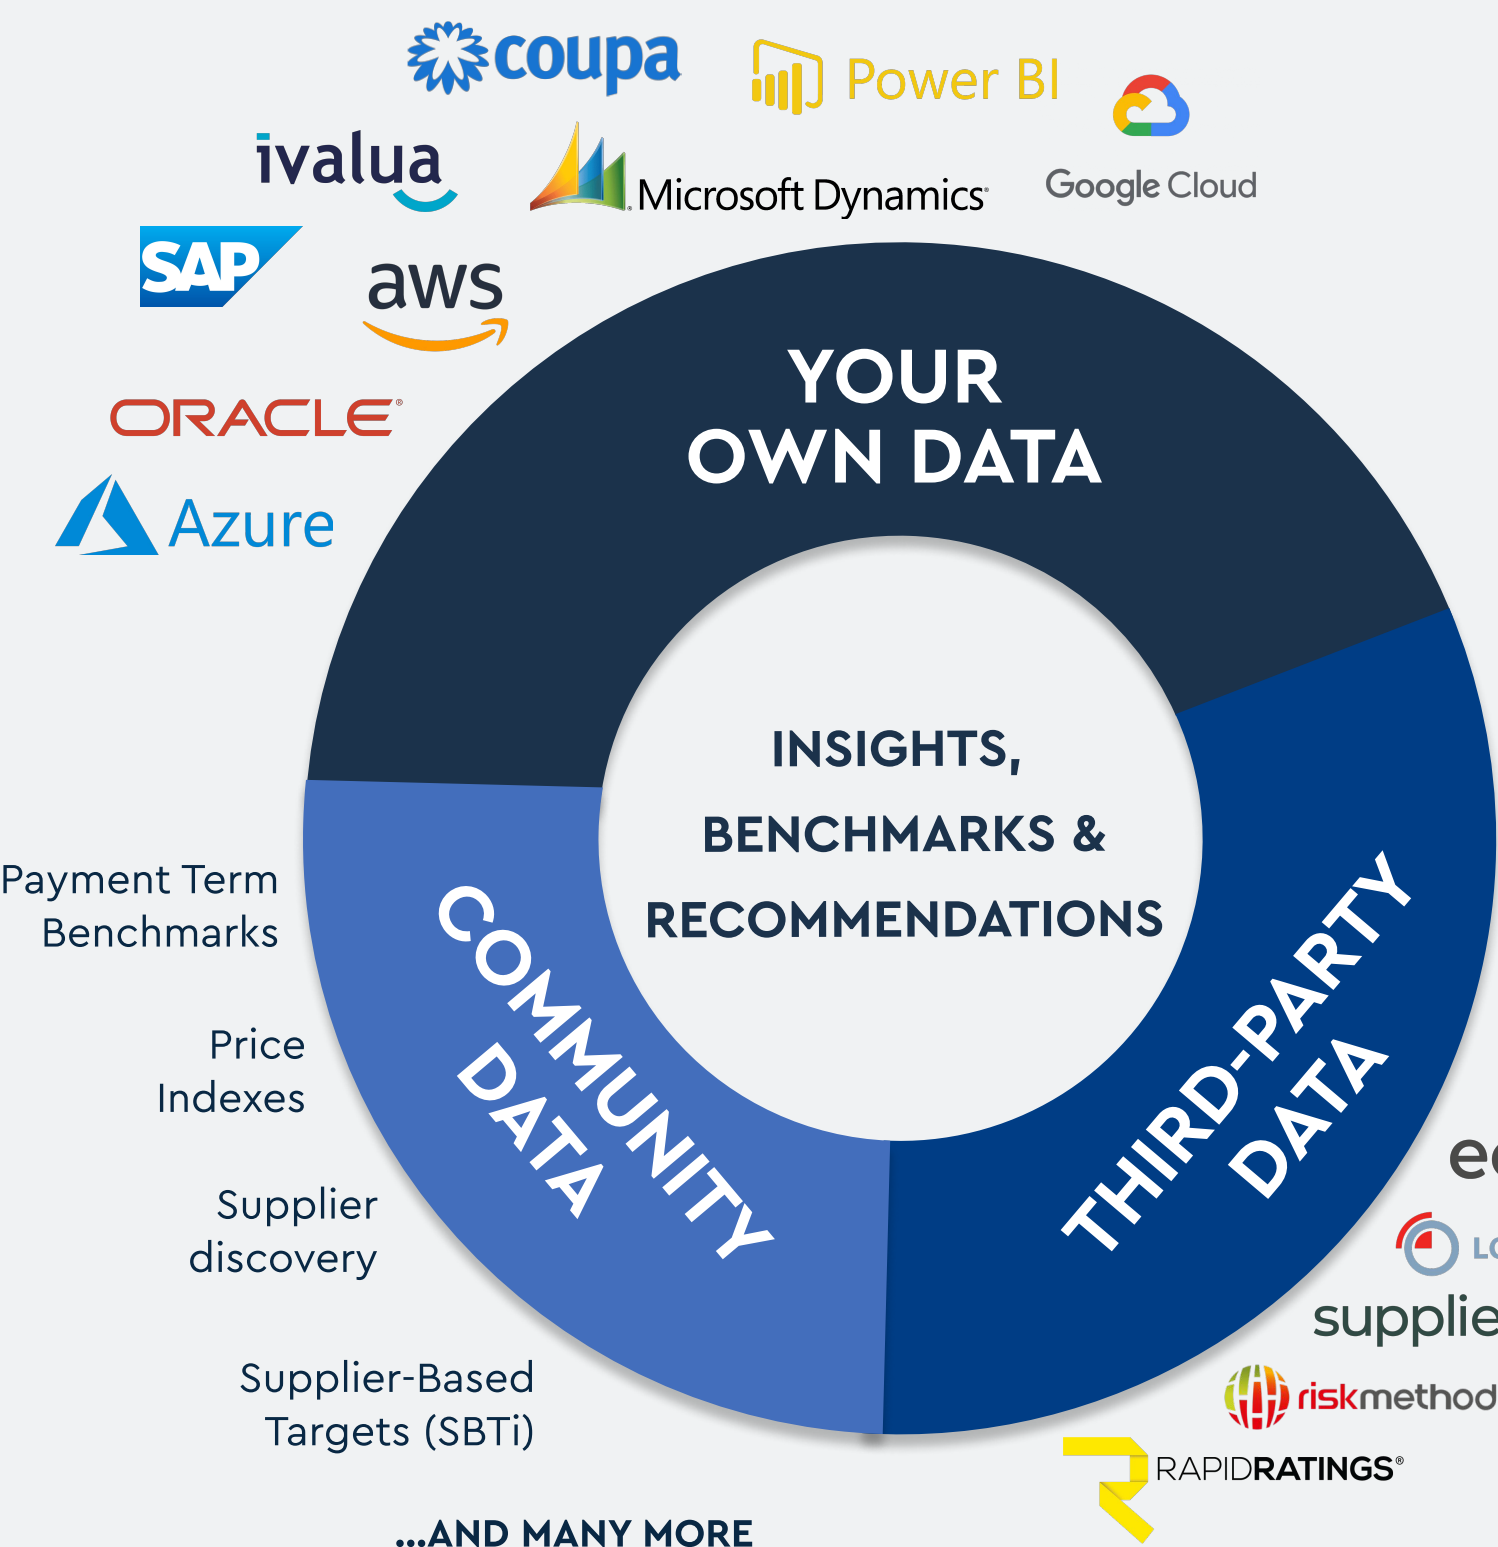 coupa
Power BI
ivalua
Microsoft Dynamics
Google Cloud
SAP
aws
ORACLE®
Azure
YOUR
OWN DATA
INSIGHTS,
BENCHMARKS &
RECOMMENDATIONS
COMMUNITY
DATA
THIRD-PARTY
DATA
Payment Term
Benchmarks
Price
Indexes
Supplier
discovery
Supplier-Based
Targets (SBTi)
riskmethod
RAPIDRATINGS®
...AND MANY MORE